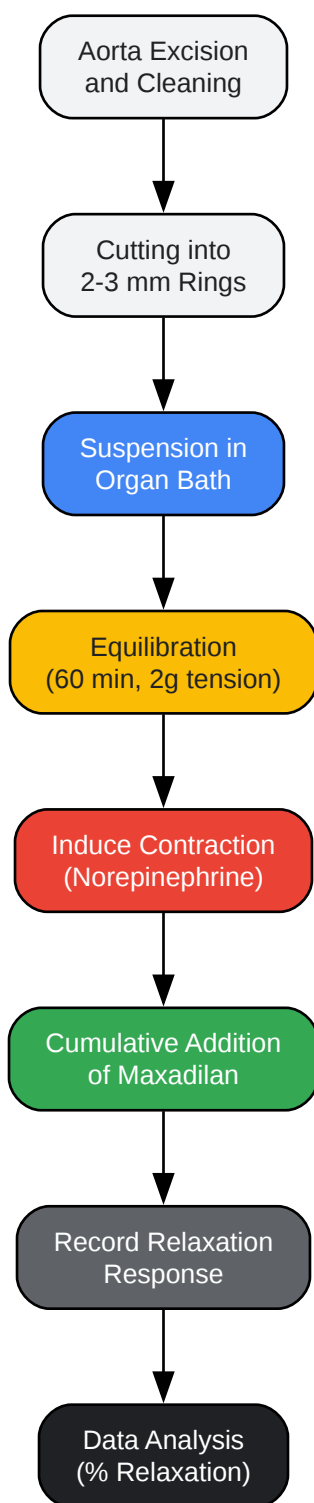 Aorta Excision
and Cleaning
Cutting into
2-3 mm Rings
Suspension in
Organ Bath
Equilibration
(60 min, 2g tension)
Induce Contraction
(Norepinephrine)
Cumulative Addition
of Maxadilan
Record Relaxation
Response
Data Analysis
(% Relaxation)